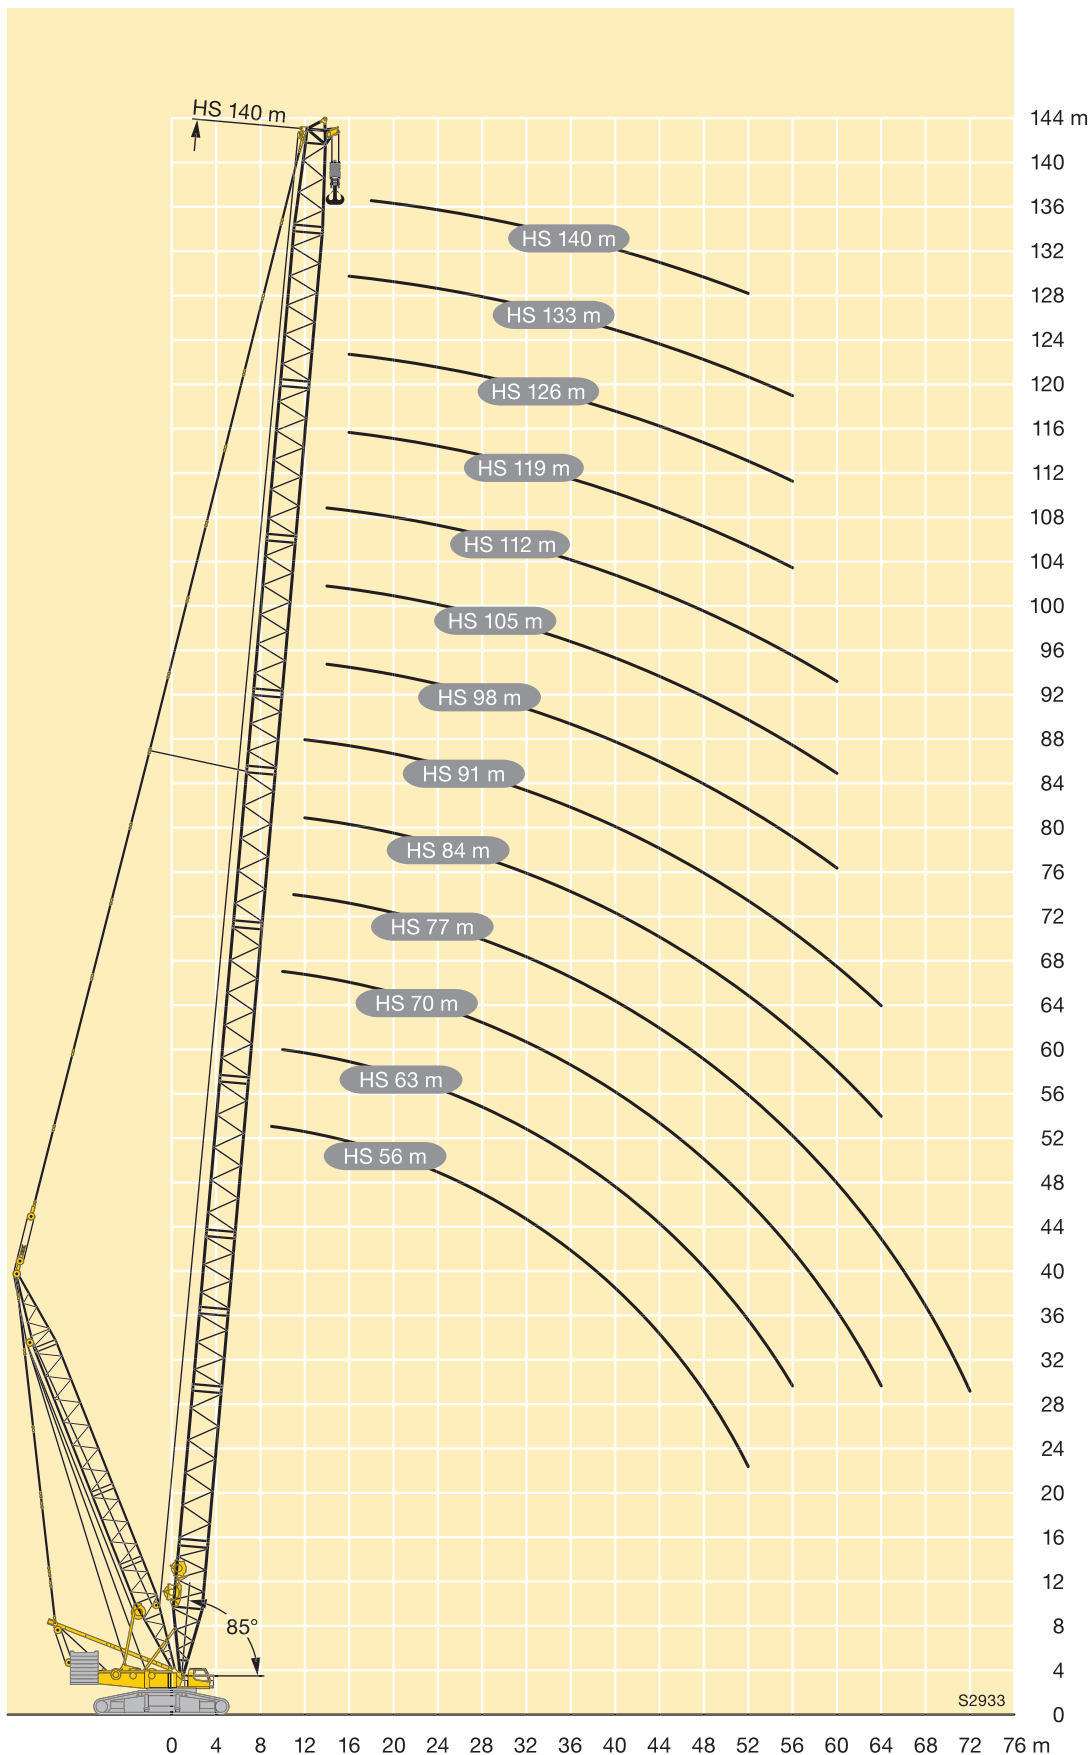 144 m
HS 140 m
140
136
HS 140 m
132
128
HS 133 m
124
120
HS 126 m
116
112
HS 119 m
108
HS 112 m
104
100
HS 105 m
96
92
HS 98 m
88
HS 91 m
84
80
HS 84 m
76
72
HS 77 m
68
64
HS 70 m
60
HS 63 m
56
52
HS 56 m
48
44
40
36
32
28
24
20
16
12
8
85°
4
S2933
0
0 4 8 12 16 20 24 28 32 36 40 44 48 52 56 60 64 68 72 76 m